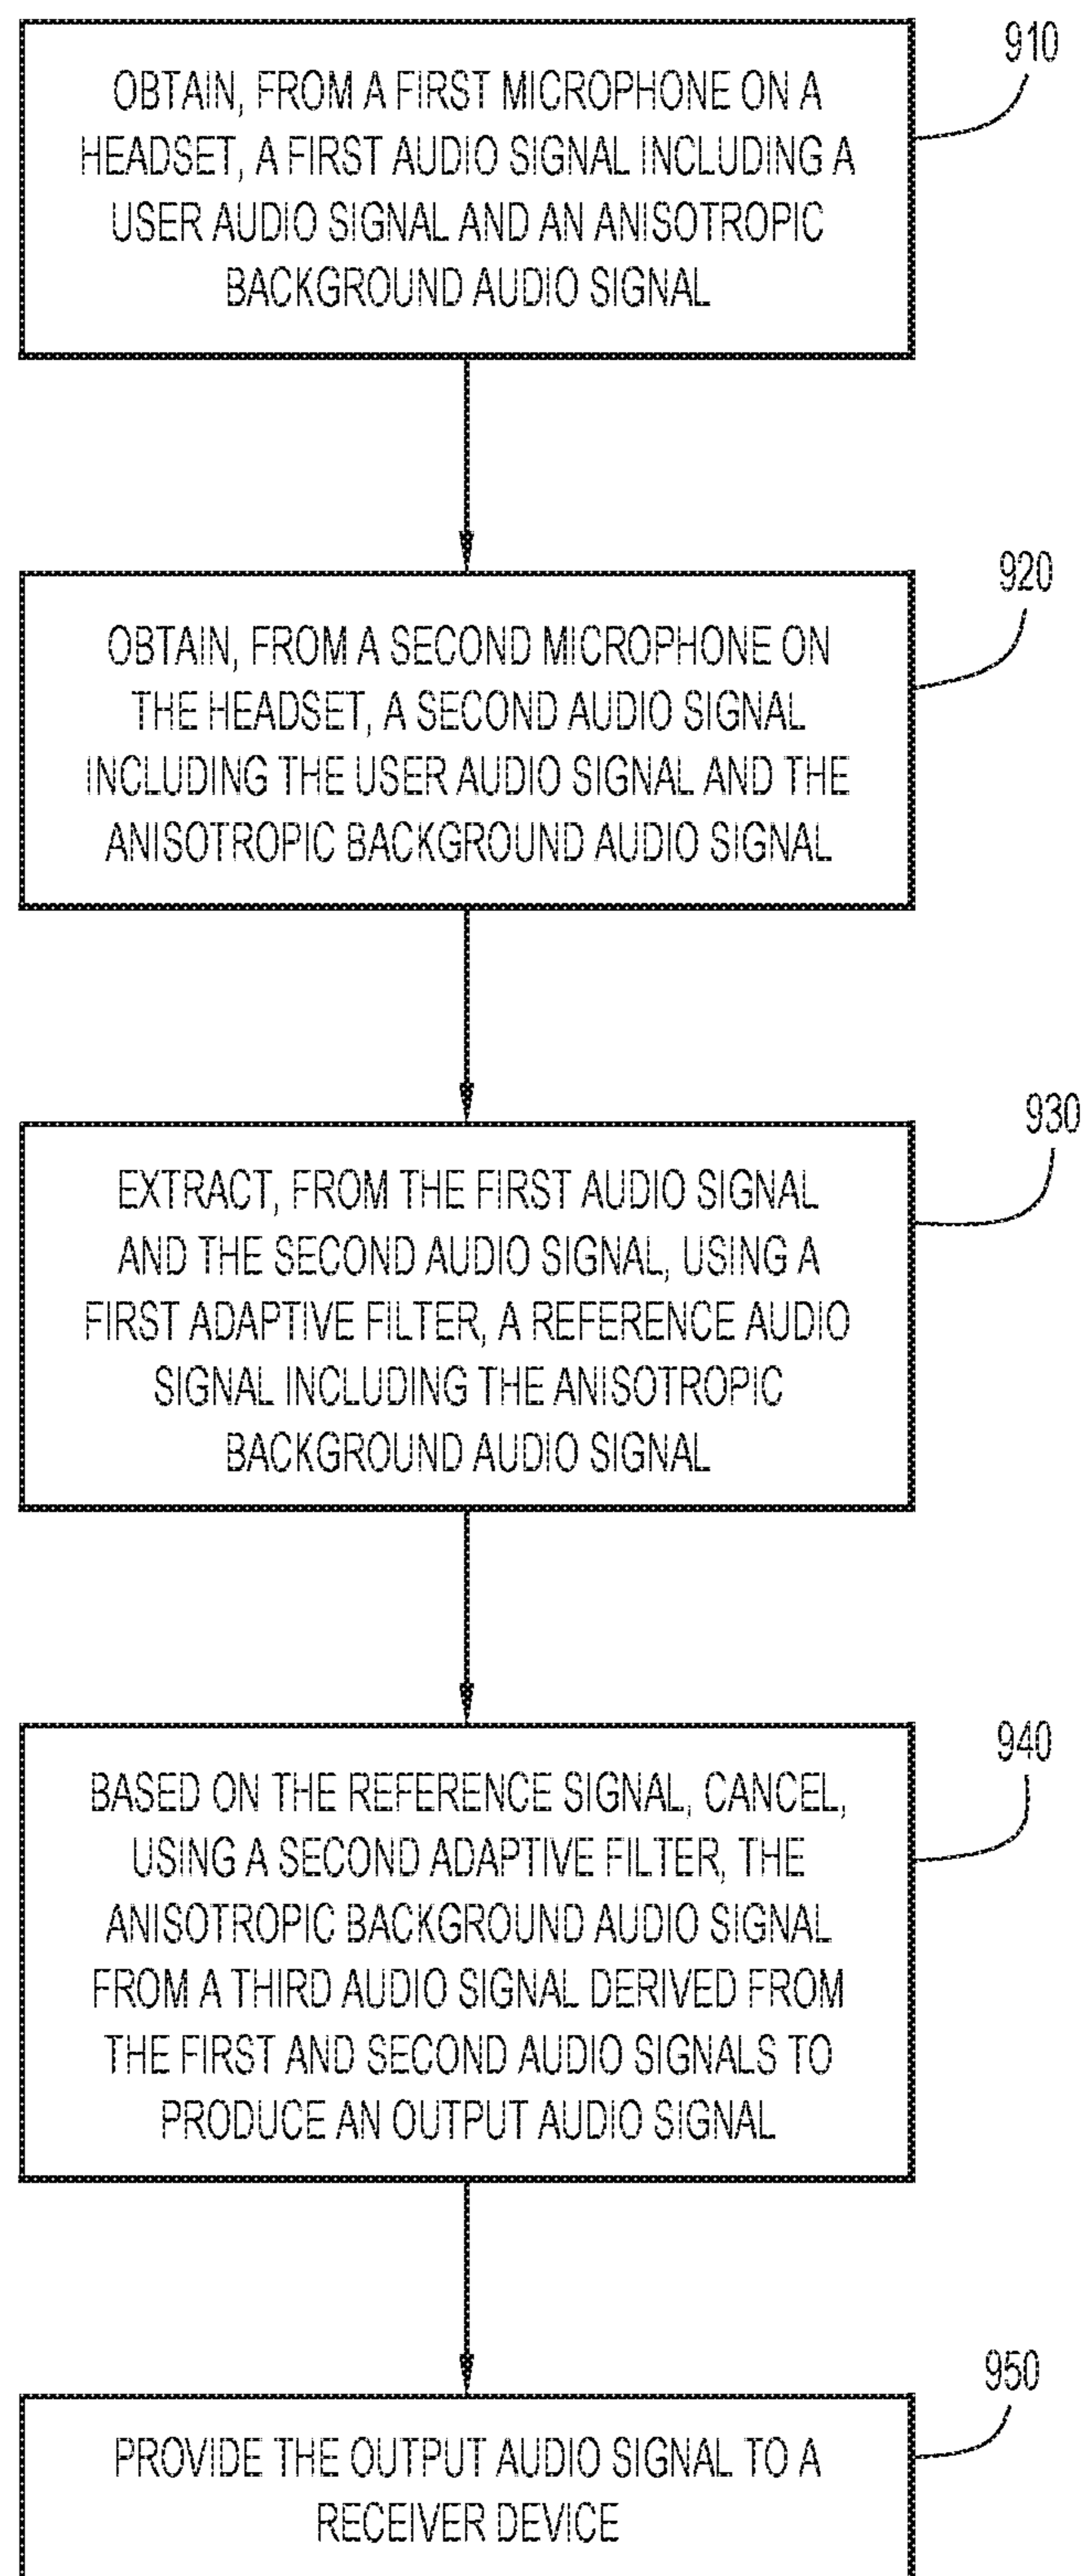 910
OBTAIN, FROM A FIRST MICROPHONE ON A
HEADSET, A FIRST AUDIO SIGNAL INCLUDING A
USER AUDIO SIGNAL AND AN ANISOTROPIC
BACKGROUND AUDIO SIGNAL
920
OBTAIN, FROM A SECOND MICROPHONE ON
THE HEADSET, A SECOND AUDIO SIGNAL
INCLUDING THE USER AUDIO SIGNAL AND THE
ANISOTROPIC BACKGROUND AUDIO SIGNAL
930
EXTRACT, FROM THE FIRST AUDIO SIGNAL
AND THE SECOND AUDIO SIGNAL, USING A
FIRST ADAPTIVE FILTER, A REFERENCE AUDIO
SIGNAL INCLUDING THE ANISOTROPIC
BACKGROUND AUDIO SIGNAL
940
BASED ON THE REFERENCE SIGNAL, CANCEL,
USING A SECOND ADAPTIVE FILTER, THE
ANISOTROPIC BACKGROUND AUDIO SIGNAL
FROM A THIRD AUDIO SIGNAL DERIVED FROM
THE FIRST AND SECOND AUDIO SIGNALS TO
PRODUCE AN OUTPUT AUDIO SIGNAL
950
PROVIDE THE OUTPUT AUDIO SIGNAL TO A
RECEIVER DEVICE